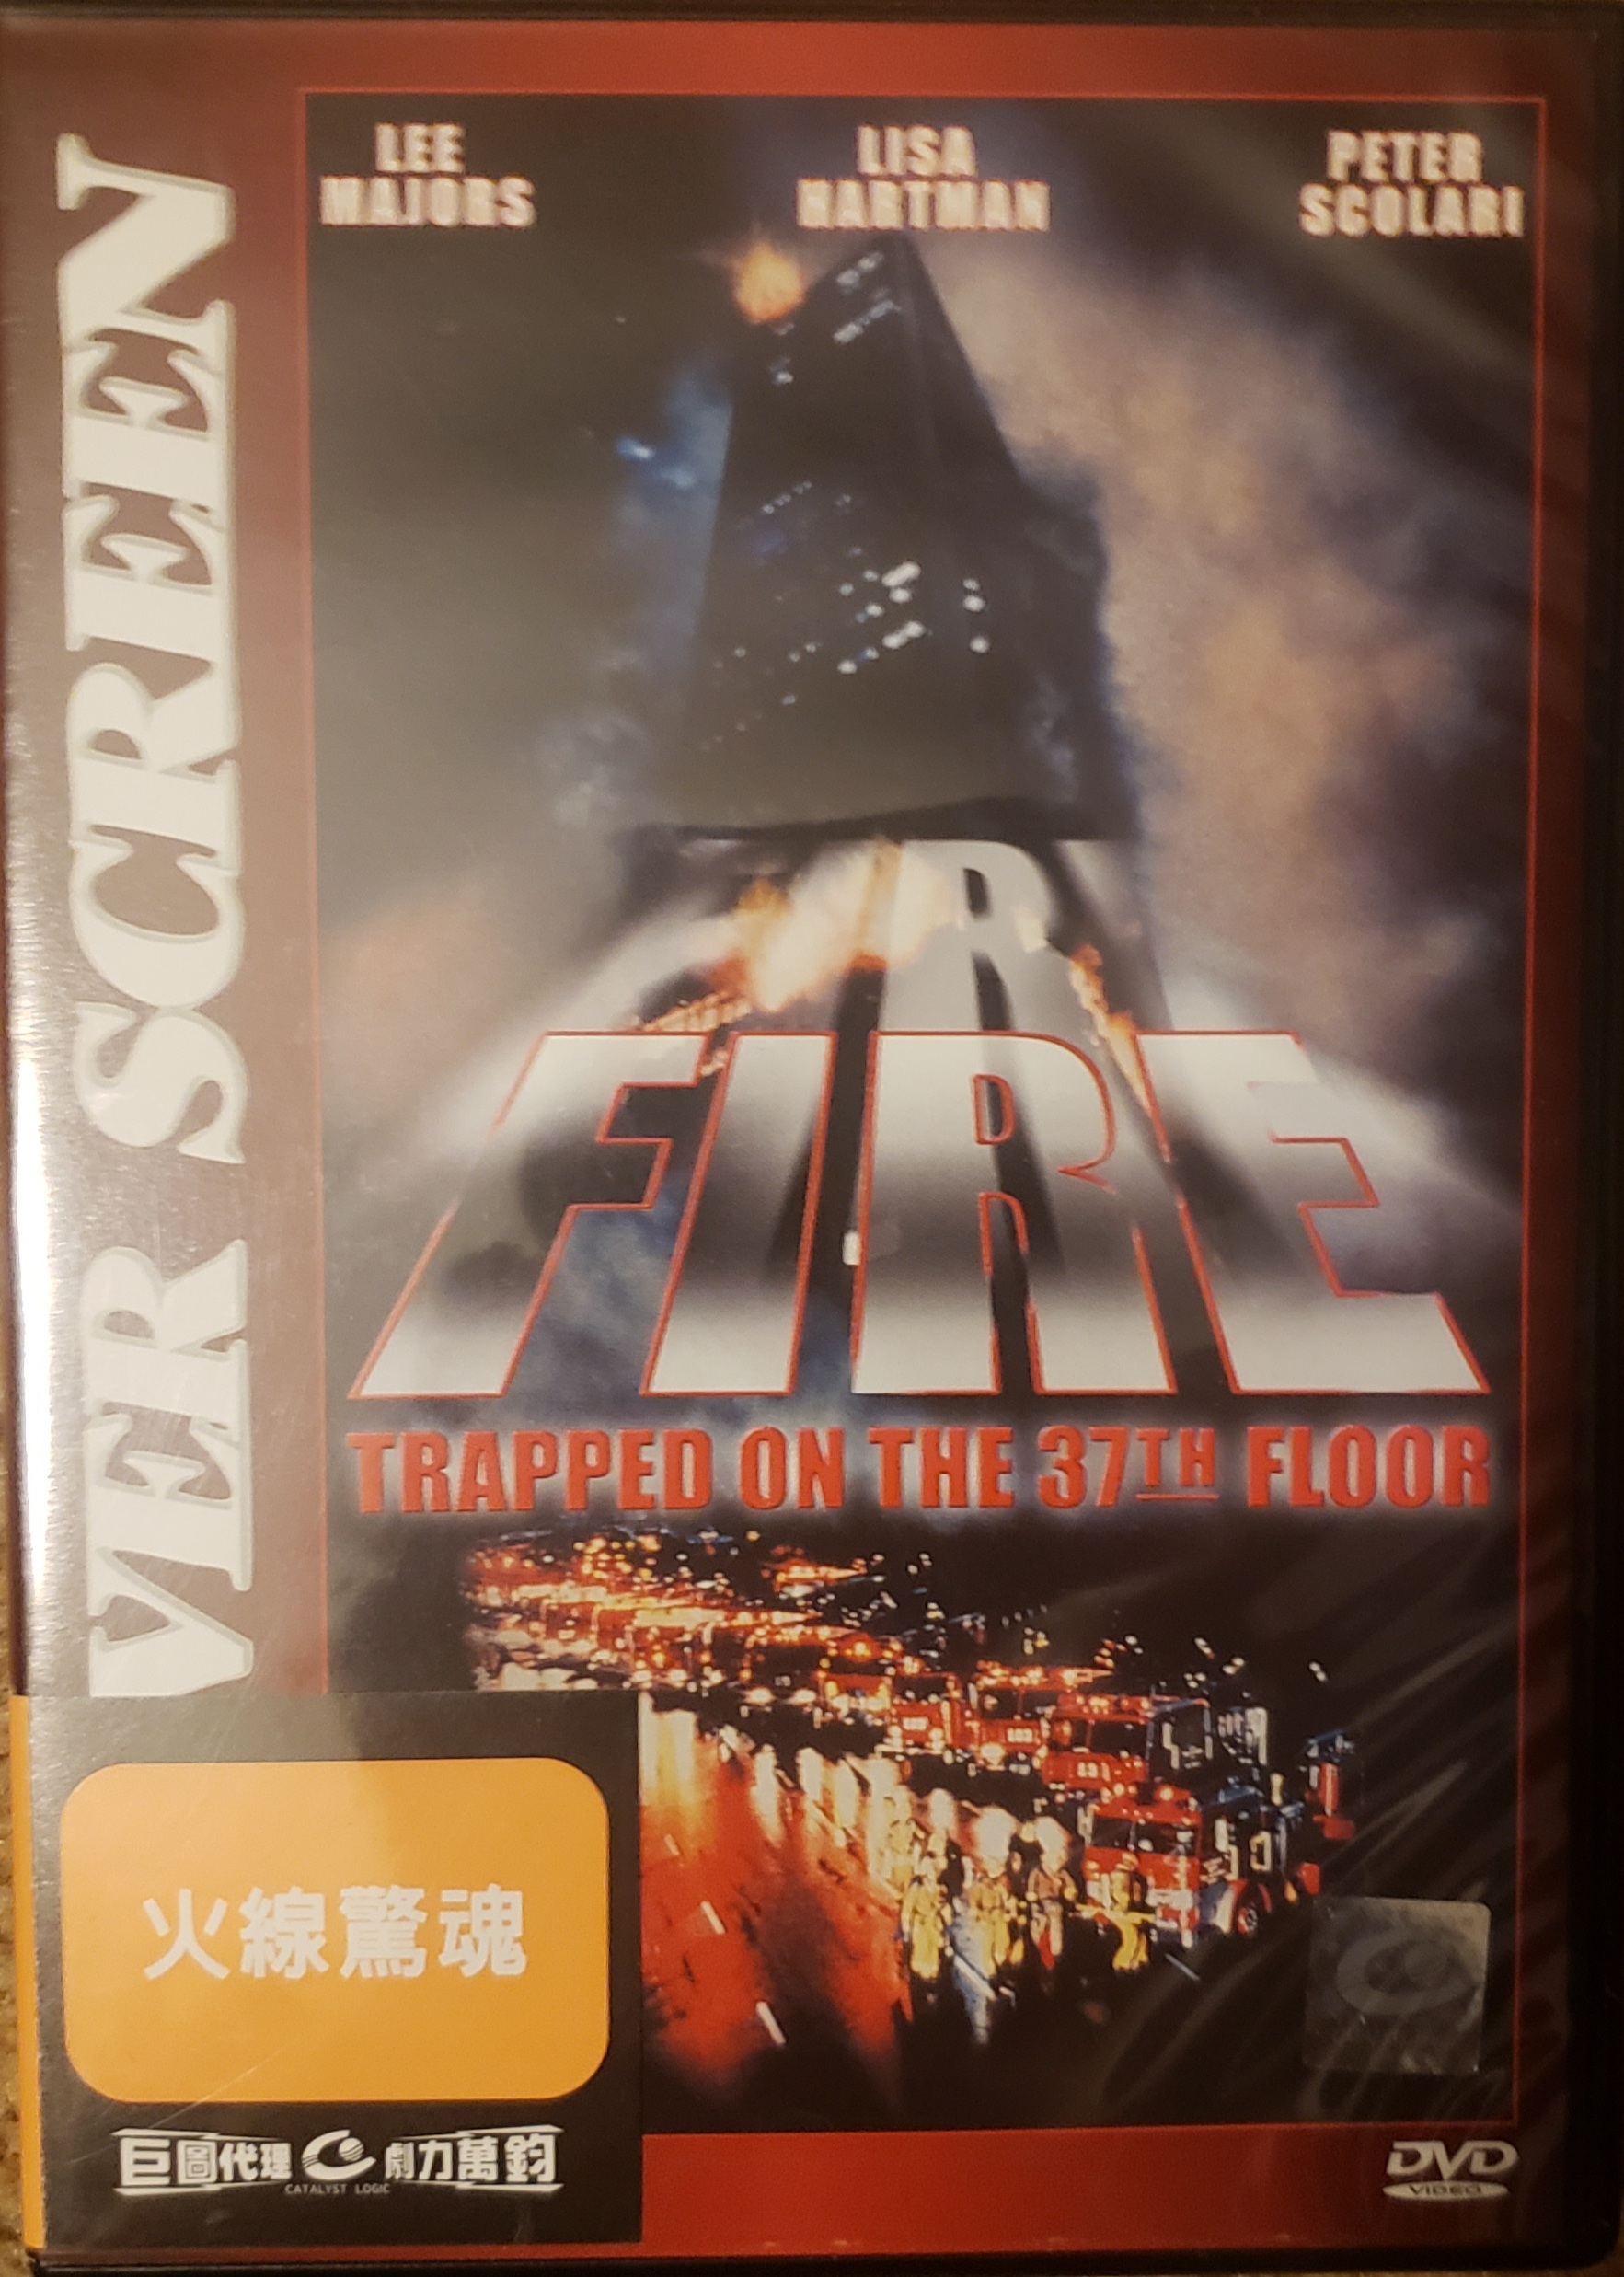 LEE
MAJORS
LISA
HARTMAN
PETER
SCOLARI
VER SCREEN
R
FIRE
TRAPPED ON THE 37TH FLOOR
火線驚魂
巨圖代理 劇力萬鈞
CATALYST LOGIC
DVD
VIDEO